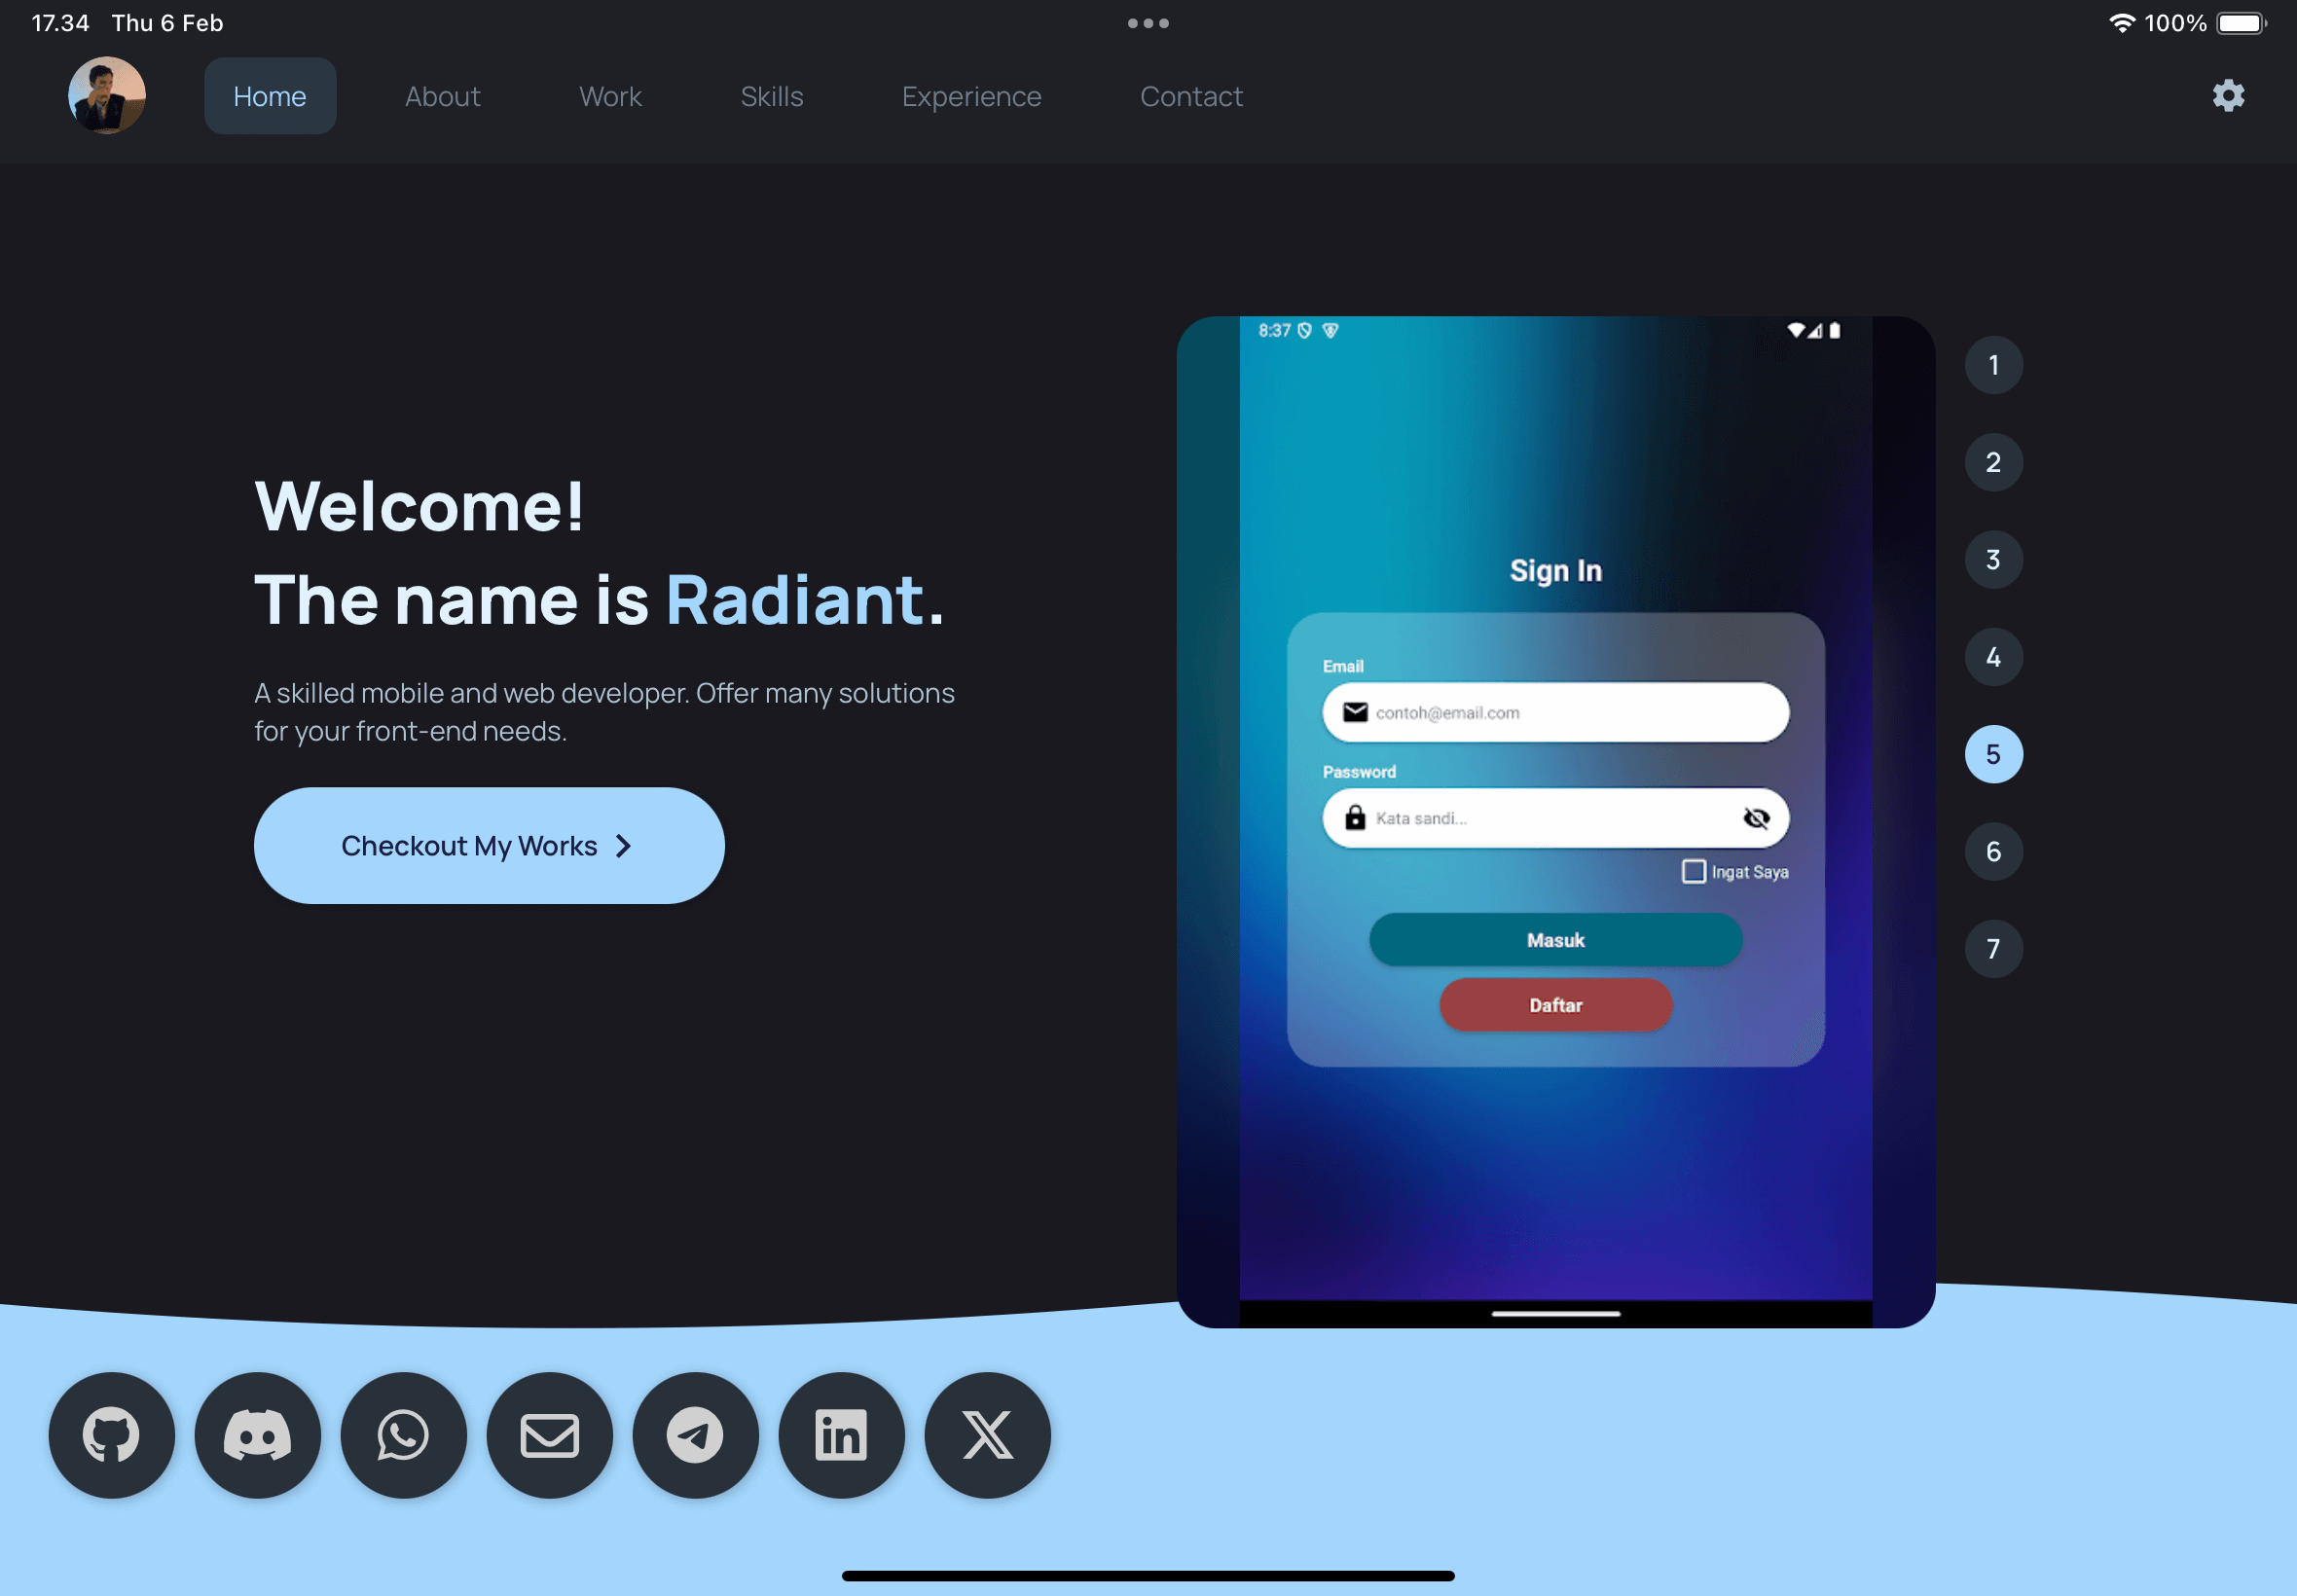 17.34 Thu 6 Feb
100%
Home About Work Skills Experience Contact
Welcome!
The name is Radiant.
A skilled mobile and web developer. Offer many solutions
for your front-end needs.
Checkout My Works
8:37
Sign In
Email
contoh@email.com
Password
Kata sandi...
Ingat Saya
Masuk
Daftar
1
2
3
4
5
6
7